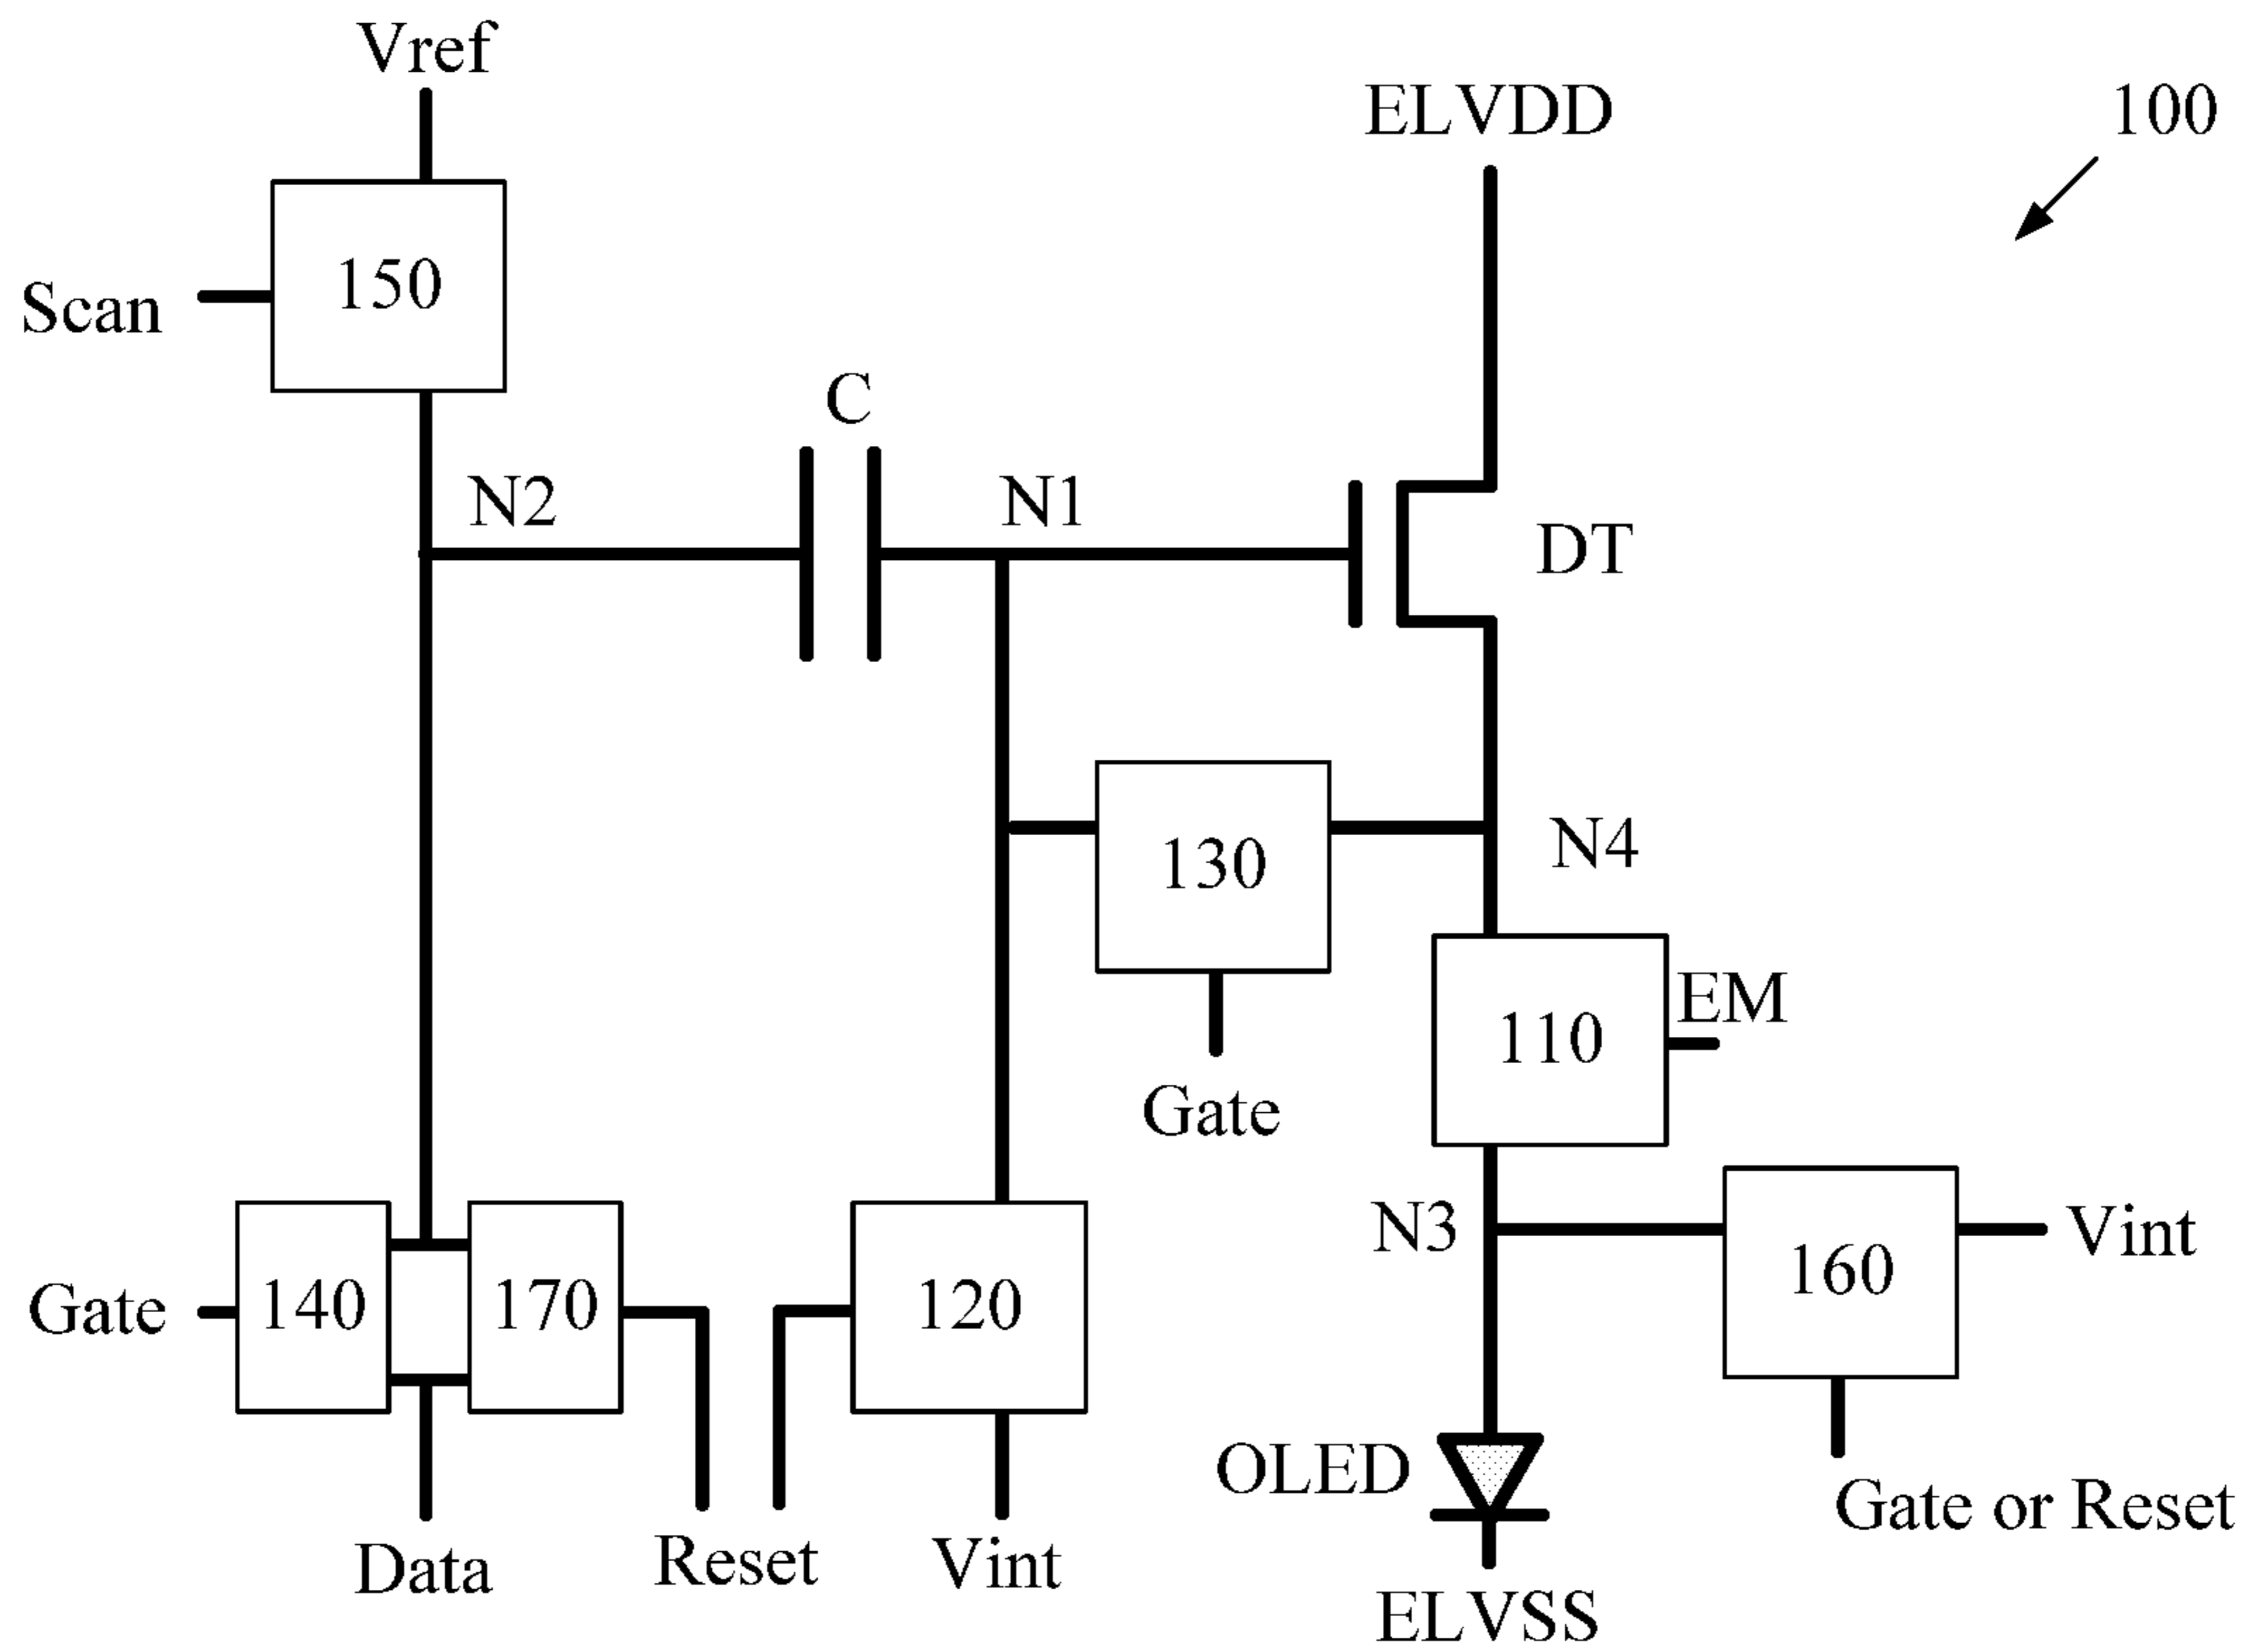 Vref
ELVDD
100
150
Scan
C
N2
N1
DT
130
N4
110
EM
Gate
N3
Vint
160
Gate
140
170
120
OLED
Gate or Reset
Data
Reset
Vint
ELVSS